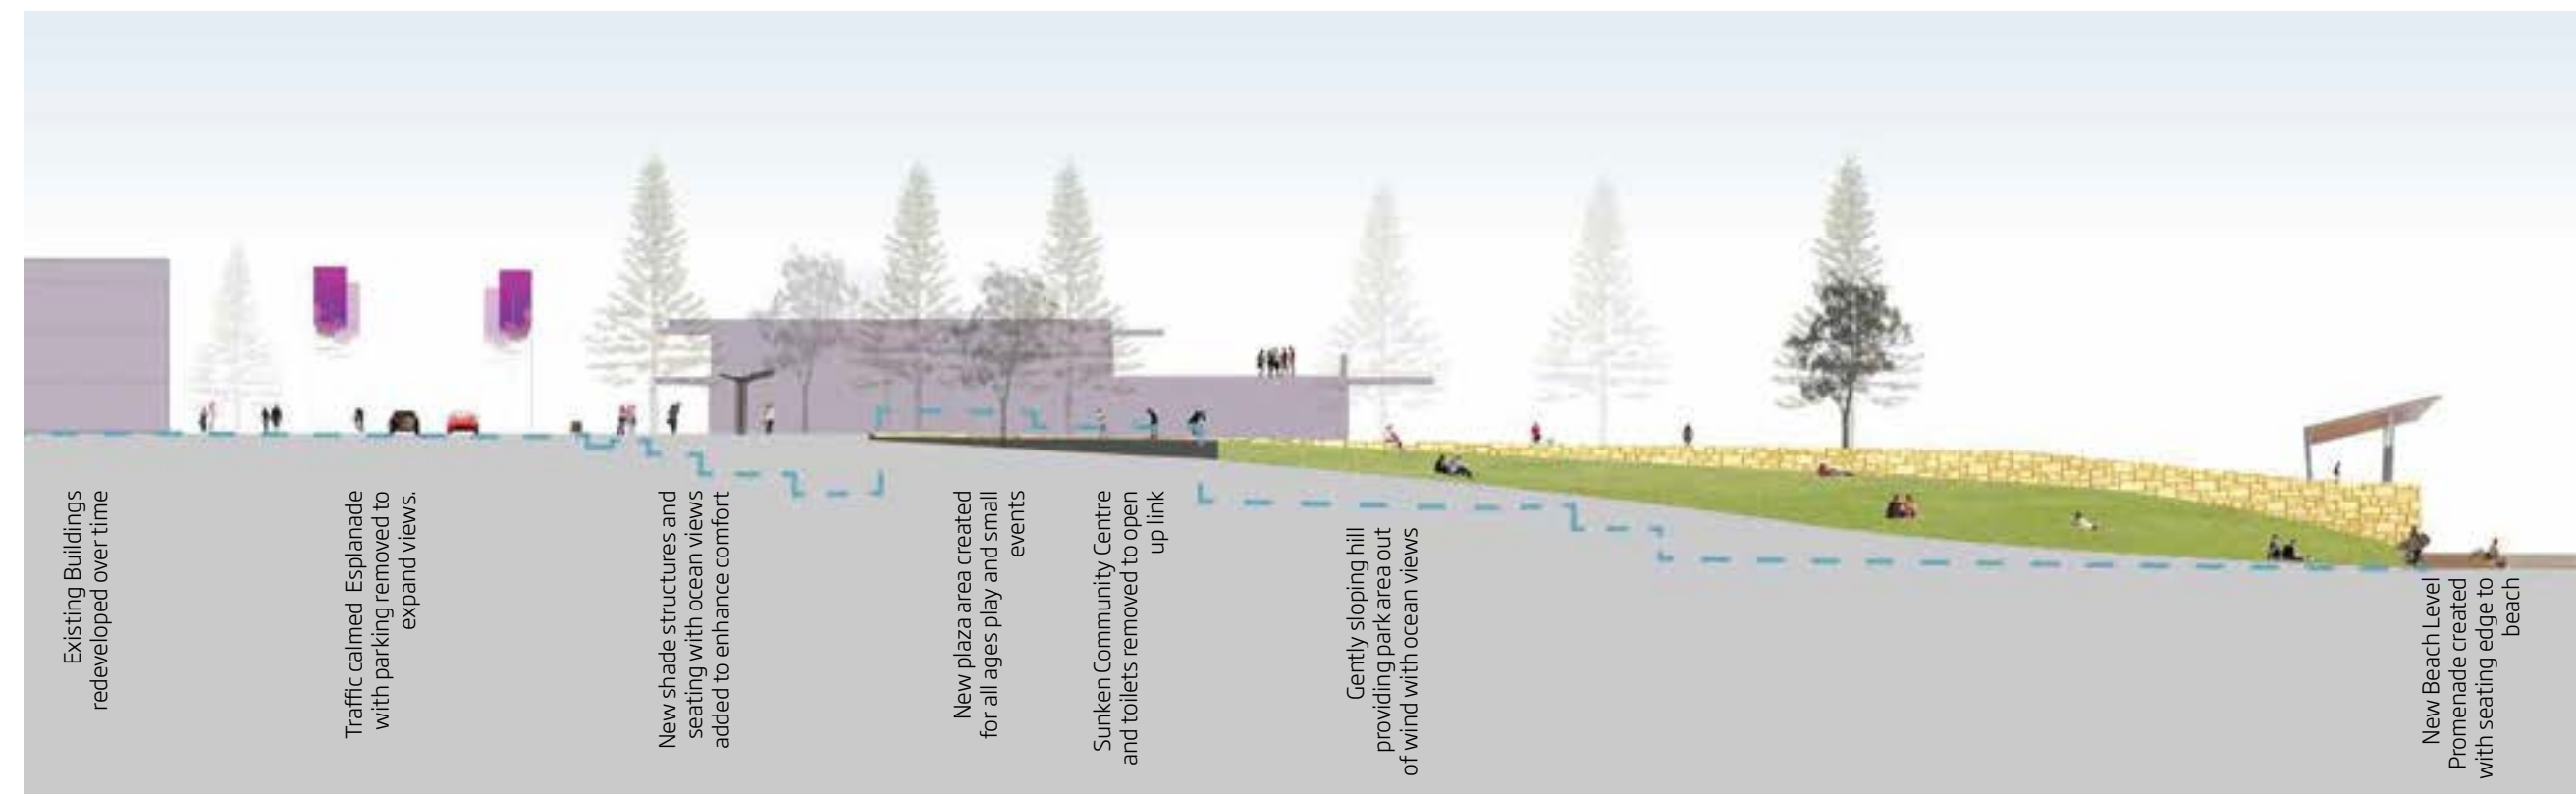 Existing Buildings
redeveloped over time
Traffic calmed Esplanade
with parking removed to
expand views.
New shade structures and
seating with ocean views
added to enhance comfort
New plaza area created
for all ages play and small
events
Sunken Community Centre
and toilets removed to open
up link
Gently sloping hill
providing park area out
of wind with ocean views
New Beach Level
Promenade created
with seating edge to
beach